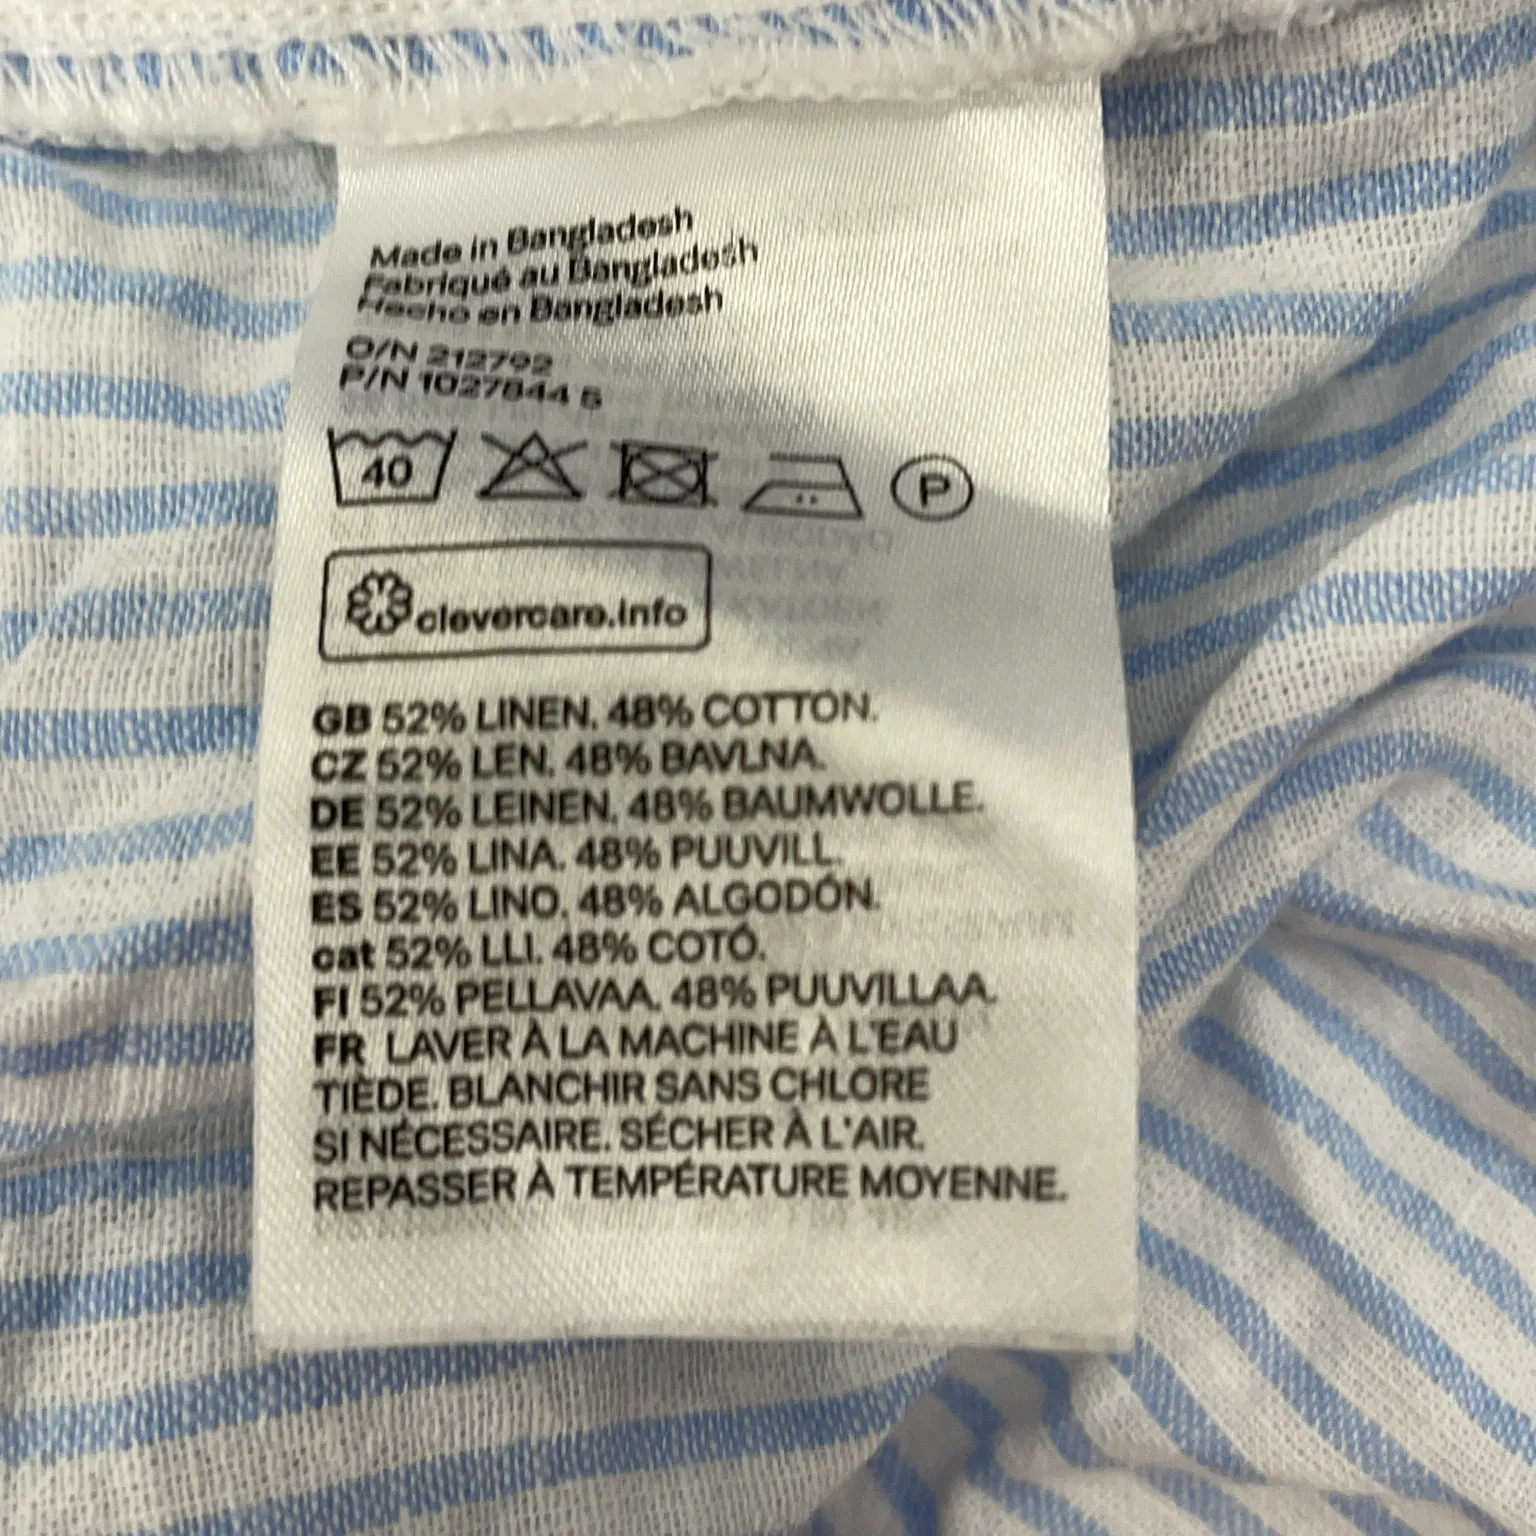 Made in Bangladesh
Fabriqué au Bangladesh
Hecho en Bangladesh
O/N 212792
P/N 1027844 5
40
P
clevercare.info
GB 52% LINEN. 48% COTTON.
CZ 52% LEN. 48% BAVLNA.
DE 52% LEINEN. 48% BAUMWOLLE.
EE 52% LINA. 48% PUUVILL.
ES 52% LINO. 48% ALGODÓN.
cat 52% LLI. 48% COTÓ.
FI 52% PELLAVAA. 48% PUUVILLAA.
FR LAVER À LA MACHINE À L'EAU
TIÈDE. BLANCHIR SANS CHLORE
SI NÉCESSAIRE. SÉCHER À L'AIR.
REPASSER À TEMPÉRATURE MOYENNE.